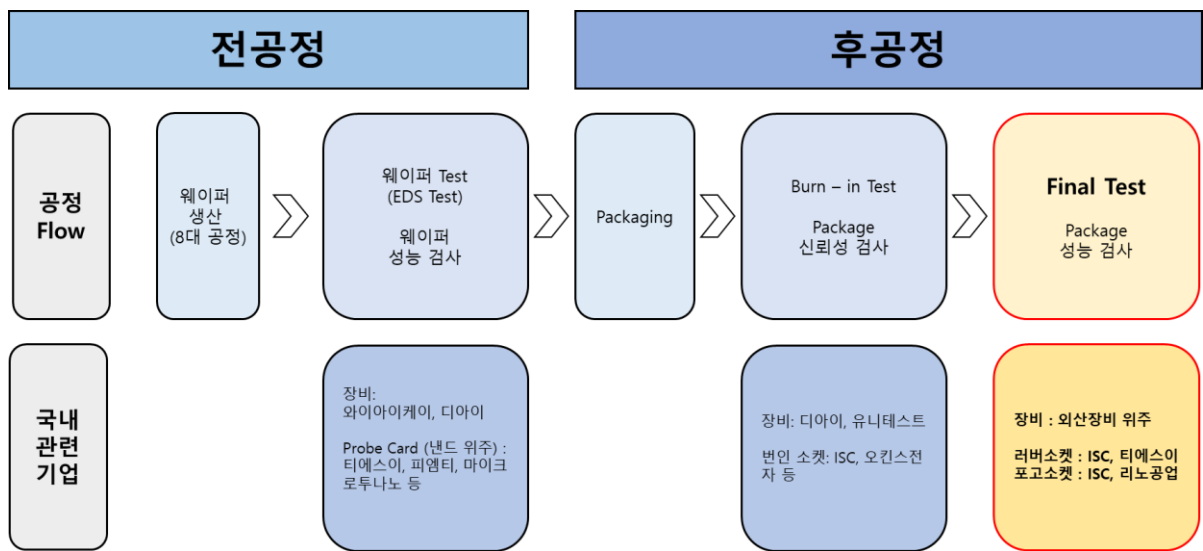 전공정
후공정
공정
Flow
웨이퍼
생산
(8대 공정)
웨이퍼 Test
(EDS Test)
웨이퍼
성능 검사
Packaging
Burn – in Test
Package
신뢰성 검사
Final Test
Package
성능 검사
국내
관련
기업
장비:
와이아이케이, 디아이
Probe Card (낸드 위주) :
티에스이, 피엠티, 마이크
로투나노 등
장비: 디아이, 유니테스트
번인 소켓: ISC, 오킨스전
자 등
장비 : 외산장비 위주
러버소켓 : ISC, 티에스이
포고소켓 : ISC, 리노공업